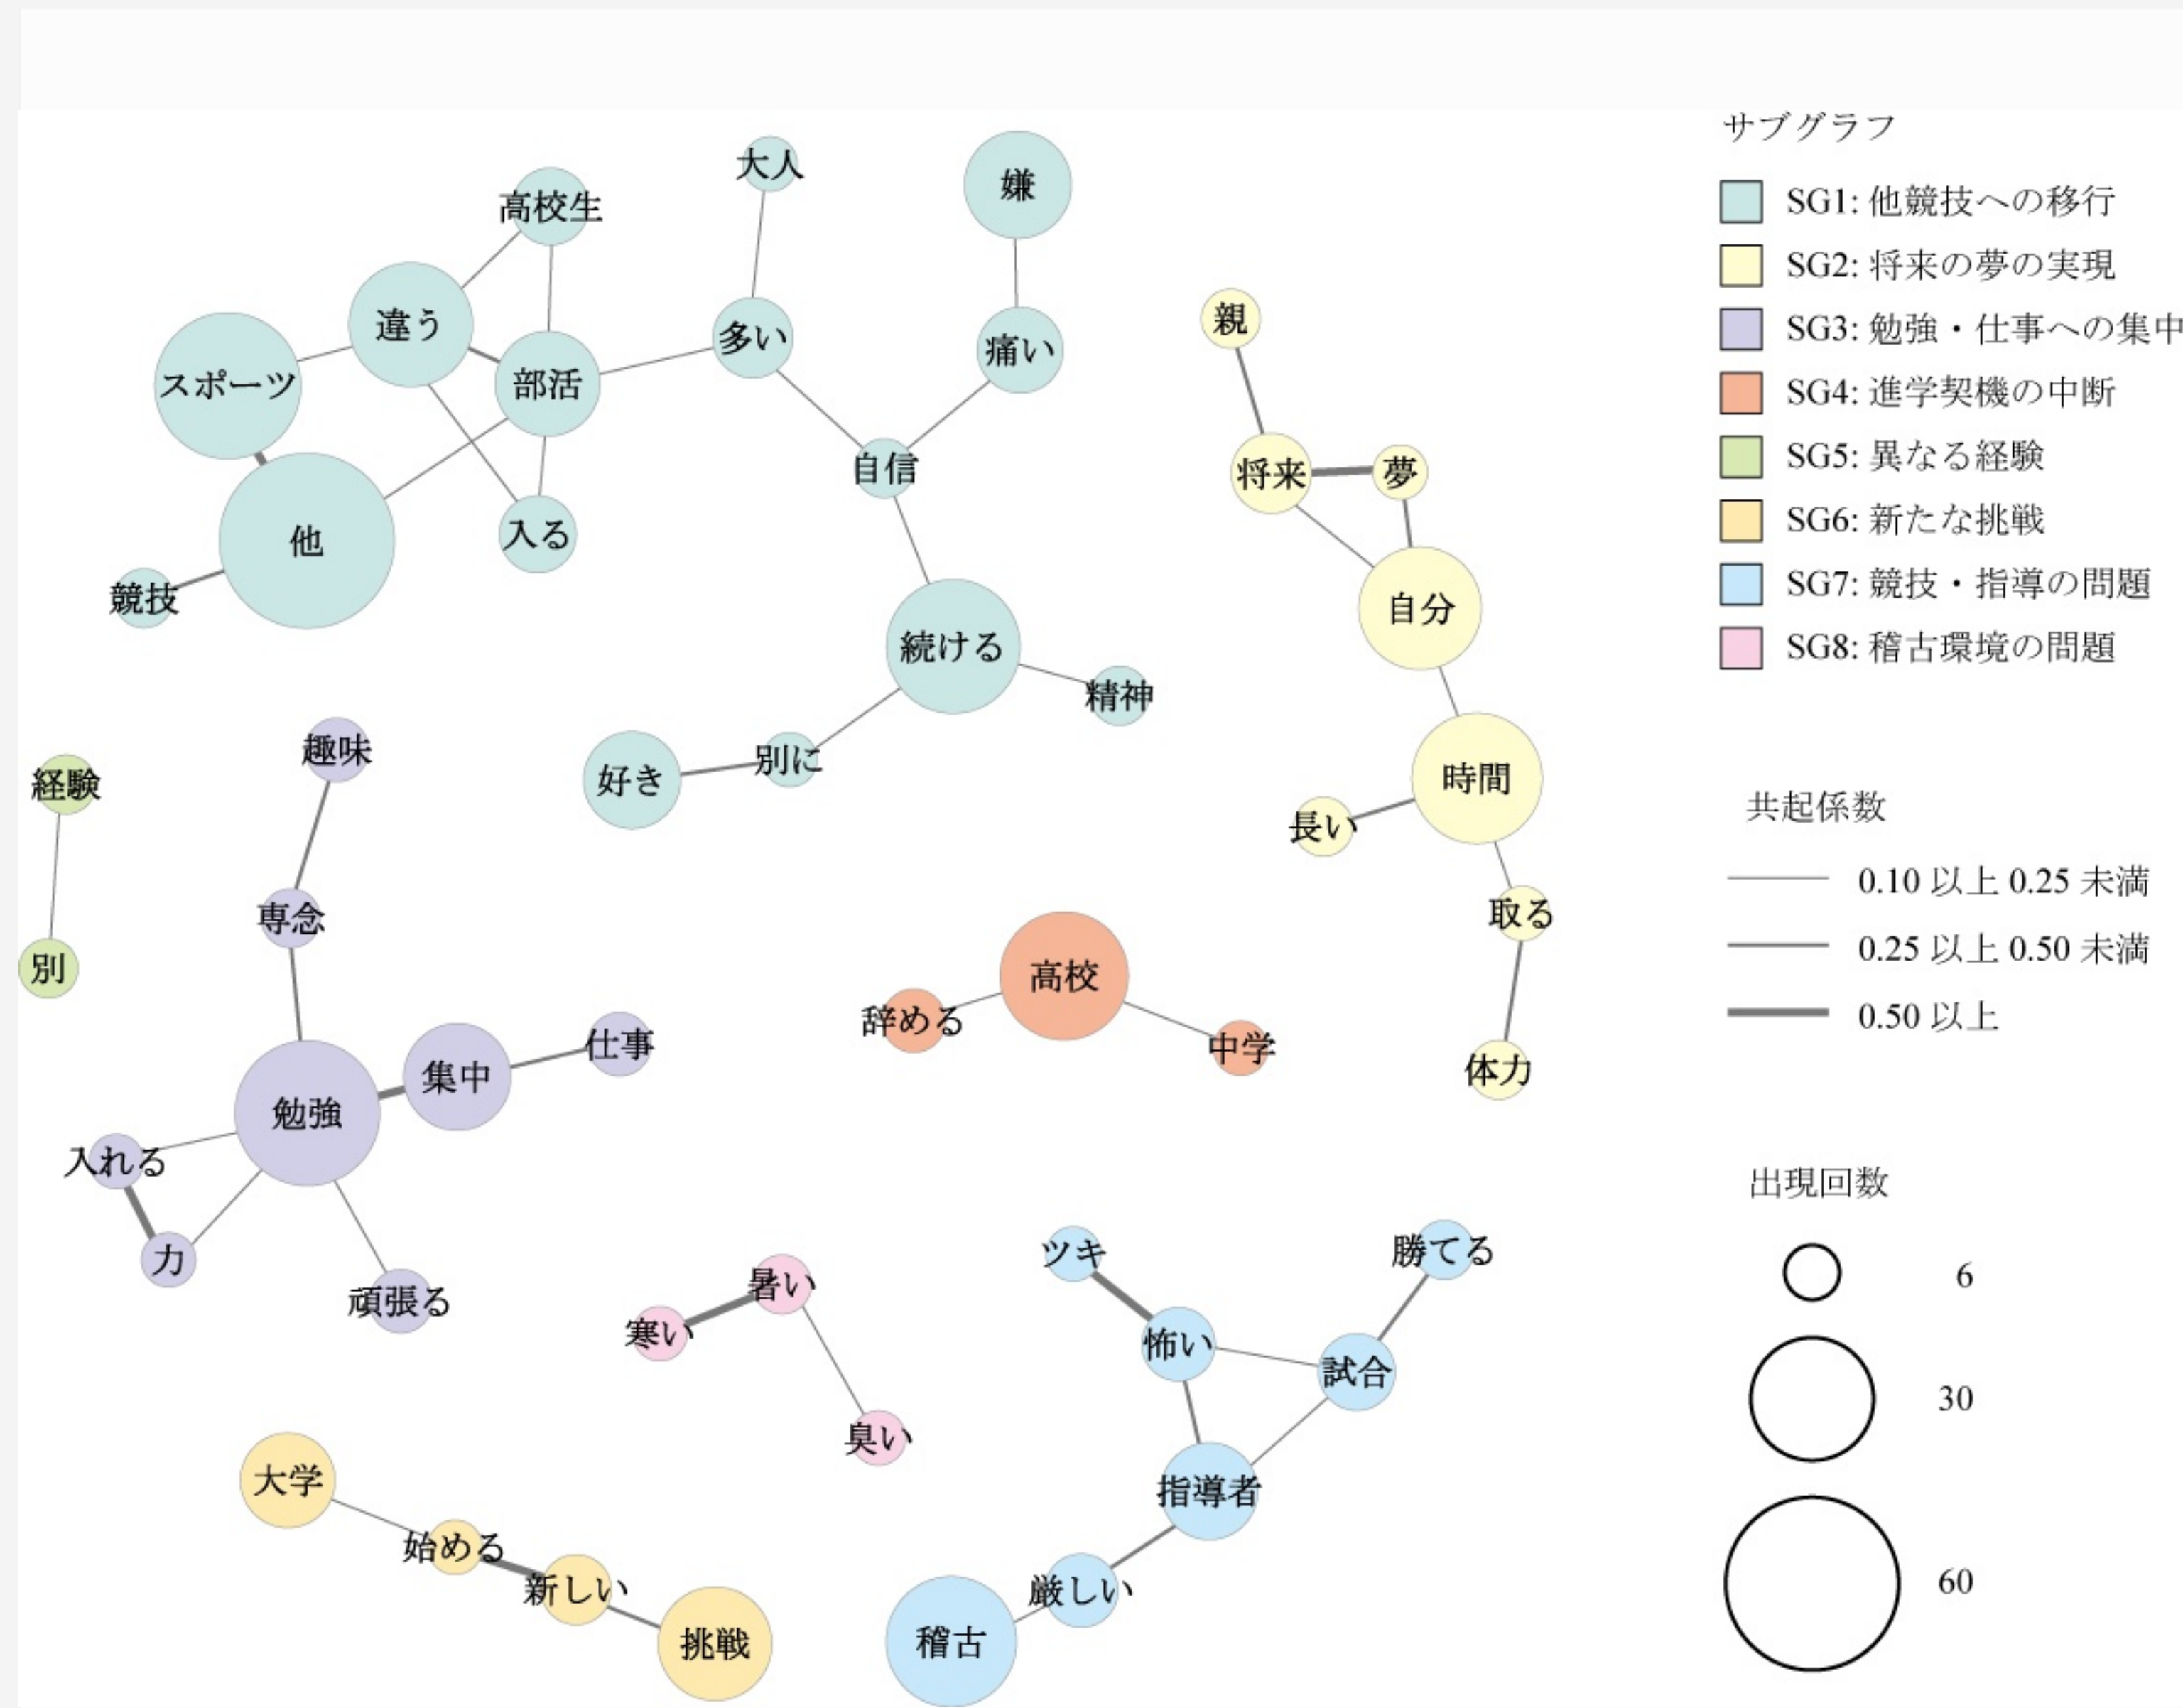 大人
嫌
高校生
違う
多い
痛い
スポーツ
部活
自信
他
入る
競技
続ける
精神
好き
別に
親
将来
夢
自分
時間
長い
取る
体力
経験
別
趣味
専念
勉強
集中
仕事
入れる
力
頑張る
高校
辞める
中学
暑い
寒い
臭い
ツキ
勝てる
怖い
試合
指導者
厳しい
稽古
大学
始める
新しい
挑戦
サブグラフ
SG1: 他競技への移行
SG2: 将来の夢の実現
SG3: 勉強・仕事への集中
SG4: 進学契機の中断
SG5: 異なる経験
SG6: 新たな挑戦
SG7: 競技・指導の問題
SG8: 稽古環境の問題
共起係数
0.10 以上 0.25 未満
0.25 以上 0.50 未満
0.50 以上
出現回数
6
30
60